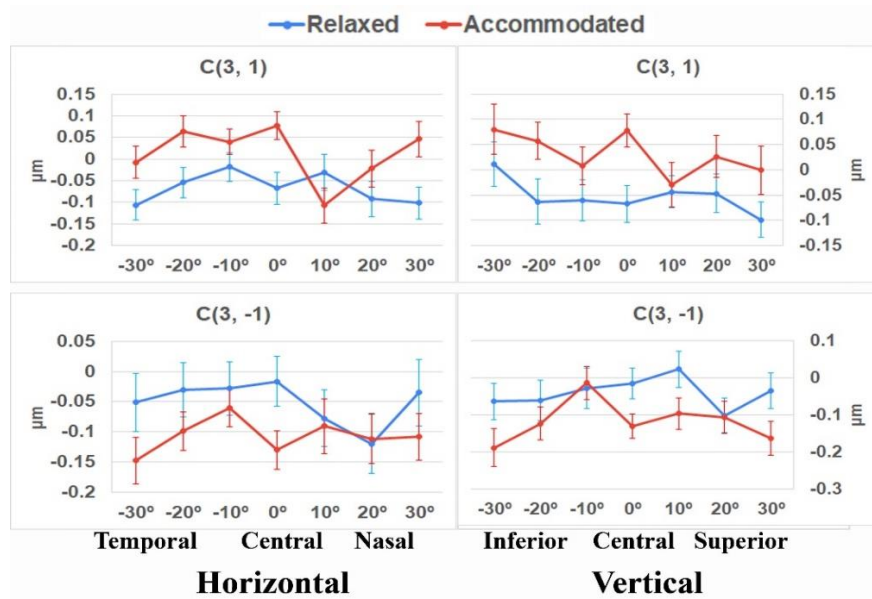 Relaxed Accommodated
C(3, 1)
0.15
0.1
0.05
0
-0.05
-0.1
-0.15
-0.2
µm
-30º -20º -10º 0º 10º 20º 30º
C(3, 1)
0.15
0.1
0.05
0
-0.05
-0.1
-0.15
µm
-30º -20º -10º 0º 10º 20º 30º
C(3, -1)
0.05
0
-0.05
-0.1
-0.15
-0.2
µm
-30º -20º -10º 0º 10º 20º 30º
C(3, -1)
0.1
0
-0.1
-0.2
-0.3
µm
-30º -20º -10º 0º 10º 20º 30º
Temporal Central Nasal
Inferior Central Superior
Horizontal
Vertical